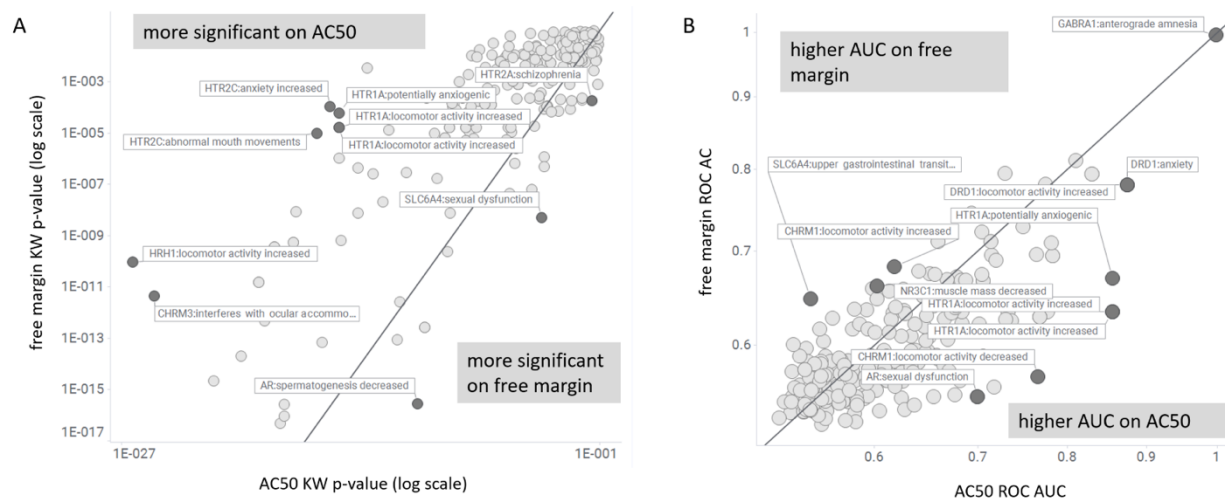 A
more significant on AC50
1E-003
1E-005
1E-007
1E-009
1E-011
1E-013
1E-015
1E-017
free margin KW p-value (log scale)
HTR2A:schizophrenia
HTR2C:anxiety increased
HTR1A:potentially anxiogenic
HTR1A:locomotor activity increased
HTR2C:abnormal mouth movements
HTR1A:locomotor activity increased
SLC6A4:sexual dysfunction
HRH1:locomotor activity increased
CHRM3:interferes with ocular accommo...
more significant
on free margin
AR:spermatogenesis decreased
1E-027
1E-001
AC50 KW p-value (log scale)
B
GABRA1:anterograde amnesia
higher AUC on free
margin
1
0.9
0.8
0.7
0.6
free margin ROC AC
SLC6A4:upper gastrointestinal transit...
DRD1:anxiety
DRD1:locomotor activity increased
HTR1A:potentially anxiogenic
CHRM1:locomotor activity increased
NR3C1:muscle mass decreased
HTR1A:locomotor activity increased
HTR1A:locomotor activity increased
CHRM1:locomotor activity decreased
AR:sexual dysfunction
higher AUC on AC50
0.6
0.7
0.8
0.9
1
AC50 ROC AUC